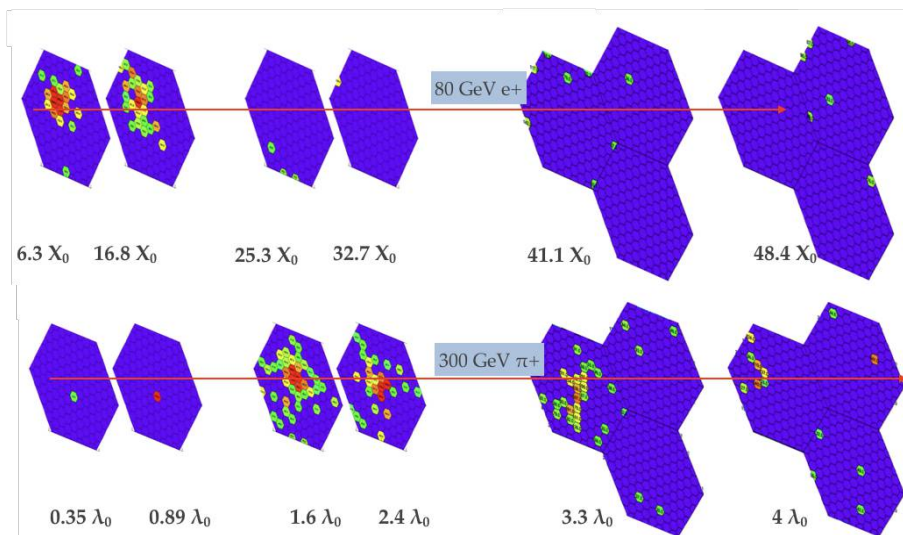 80 GeV e+
6.3 X₀ 16.8 X₀ 25.3 X₀ 32.7 X₀ 41.1 X₀ 48.4 X₀
300 GeV π+
0.35 λ₀ 0.89 λ₀ 1.6 λ₀ 2.4 λ₀ 3.3 λ₀ 4 λ₀